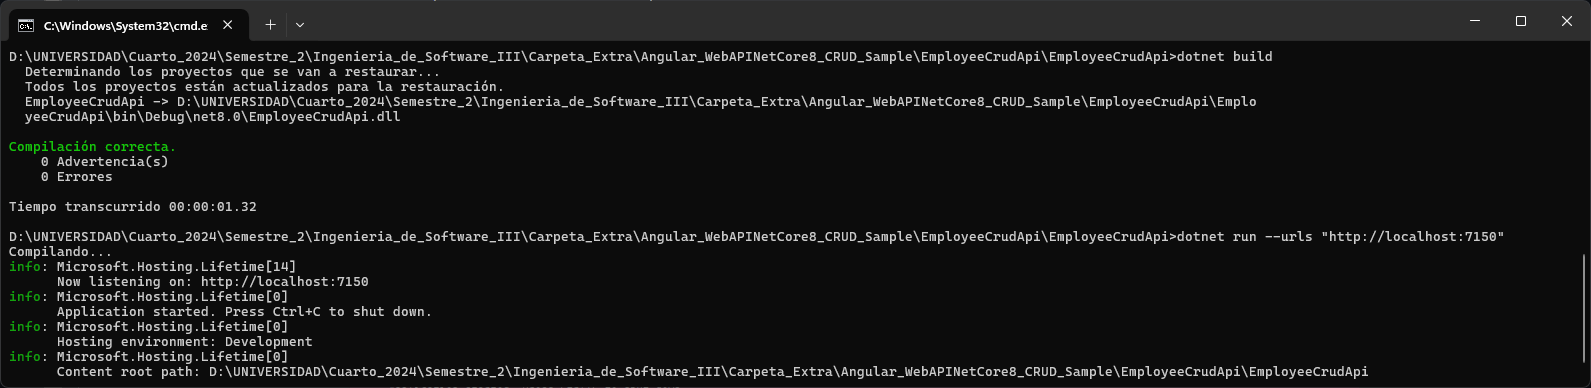 C:\Windows\System32\cmd.e
D:\UNIVERSIDAD\Cuarto_2024\Semestre_2\Ingenieria_de_Software_III\Carpeta_Extra\Angular_WebAPINetCore8_CRUD_Sample\EmployeeCrudApi\EmployeeCrudApi>dotnet build
Determinando los proyectos que se van a restaurar...
Todos los proyectos están actualizados para la restauración.
EmployeeCrudApi -> D:\UNIVERSIDAD\Cuarto_2024\Semestre_2\Ingenieria_de_Software_III\Carpeta_Extra\Angular_WebAPINetCore8_CRUD_Sample\EmployeeCrudApi\Emplo
yeeCrudApi\bin\Debug\net8.0\EmployeeCrudApi.dll
Compilación correcta.
0 Advertencia(s)
0 Errores
Tiempo transcurrido 00:00:01.32
D:\UNIVERSIDAD\Cuarto_2024\Semestre_2\Ingenieria_de_Software_III\Carpeta_Extra\Angular_WebAPINetCore8_CRUD_Sample\EmployeeCrudApi\EmployeeCrudApi>dotnet run --urls "http://localhost:7150"
Compilando...
info: Microsoft.Hosting.Lifetime[14]
Now listening on: http://localhost:7150
info: Microsoft.Hosting.Lifetime[0]
Application started. Press Ctrl+C to shut down.
info: Microsoft.Hosting.Lifetime[0]
Hosting environment: Development
info: Microsoft.Hosting.Lifetime[0]
Content root path: D:\UNIVERSIDAD\Cuarto_2024\Semestre_2\Ingenieria_de_Software_III\Carpeta_Extra\Angular_WebAPINetCore8_CRUD_Sample\EmployeeCrudApi\EmployeeCrudApi